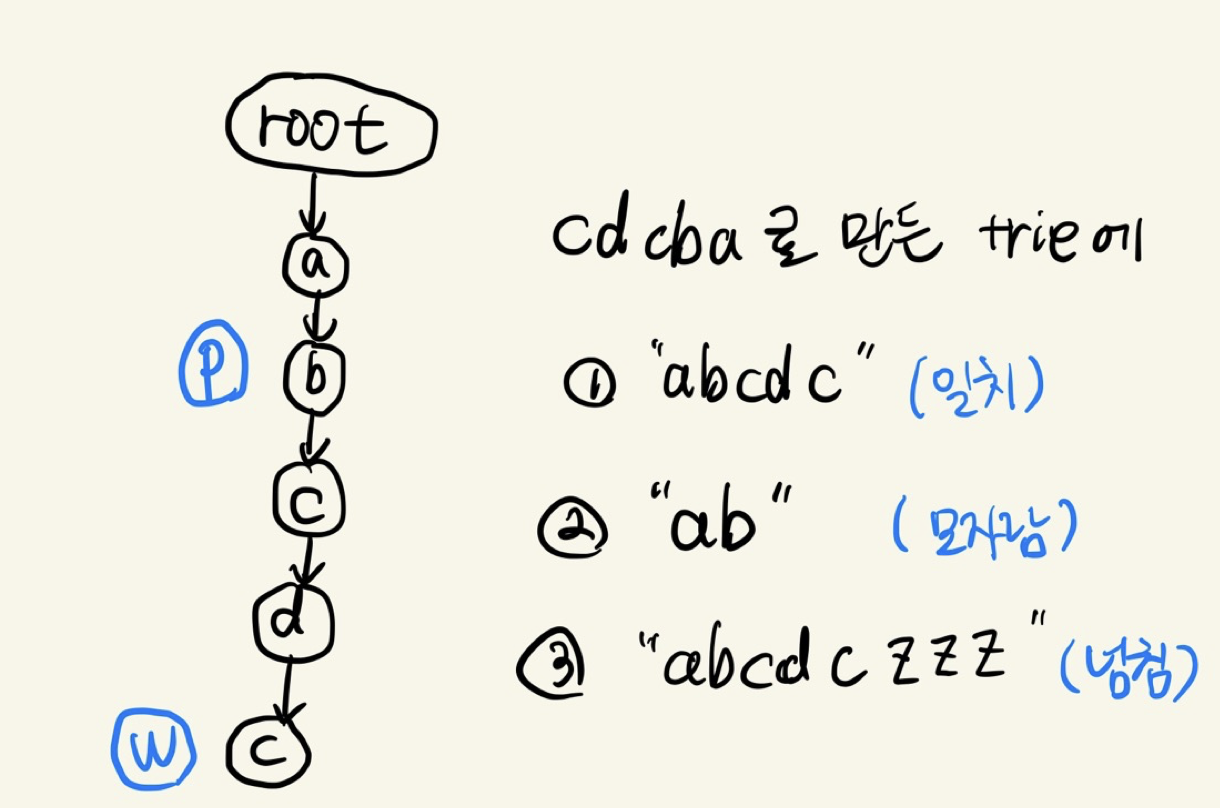 root
a
P b
c
d
W c
cdcba로 만든 trie에
① "abcdc" (일치)
② "ab" (모자람)
③ "abcdczzz" (넘침)